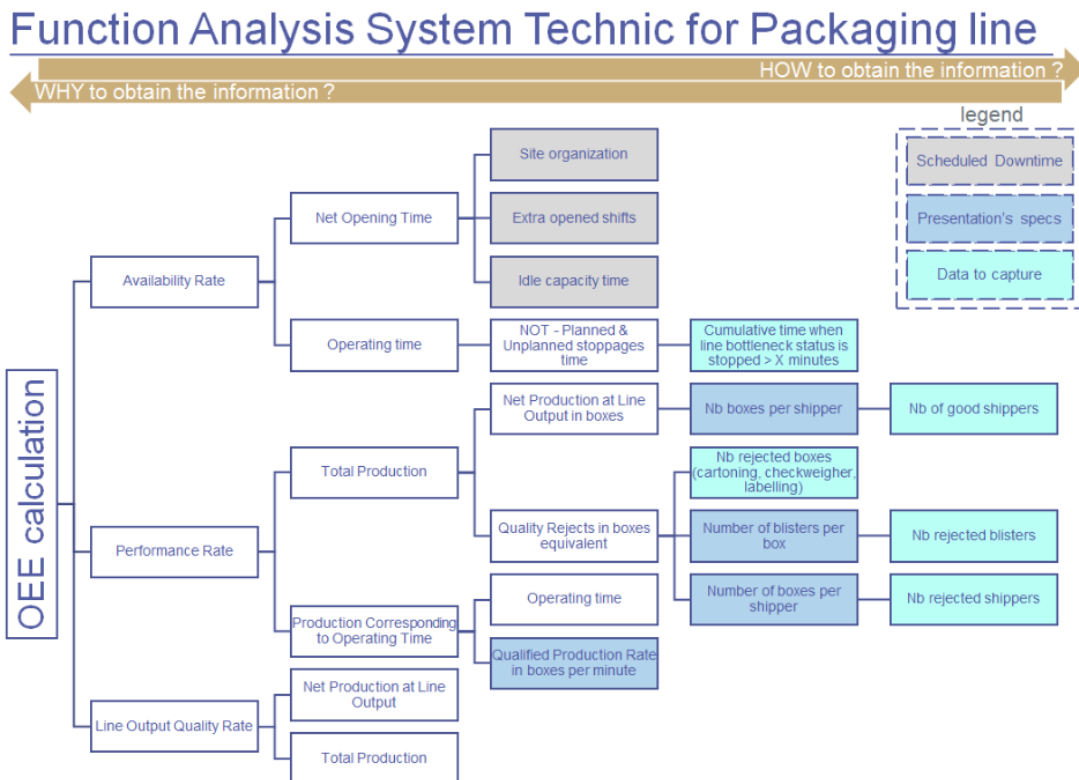 Function Analysis System Technic for Packaging line
HOW to obtain the information ?
WHY to obtain the information ?
legend
Scheduled Downtime
Presentation's specs
Data to capture
Site organization
Net Opening Time
Extra opened shifts
Idle capacity time
Availability Rate
Operating time
NOT - Planned &
Unplanned stoppages
time
Cumulative time when
line bottleneck status is
stopped > X minutes
OEE calculation
Net Production at Line
Output in boxes
Nb boxes per shipper
Nb of good shippers
Total Production
Nb rejected boxes
(cartoning, checkweigher,
labelling)
Quality Rejects in boxes
equivalent
Number of blisters per
box
Nb rejected blisters
Performance Rate
Number of boxes per
shipper
Nb rejected shippers
Operating time
Production Corresponding
to Operating Time
Qualified Production Rate
in boxes per minute
Net Production at Line
Output
Line Output Quality Rate
Total Production